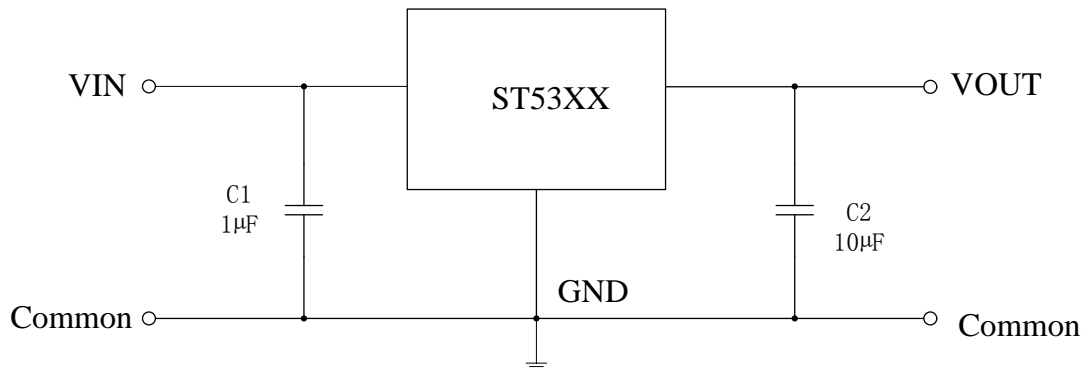 VIN
ST53XX
VOUT
C1
1μF
C2
10μF
GND
Common
Common